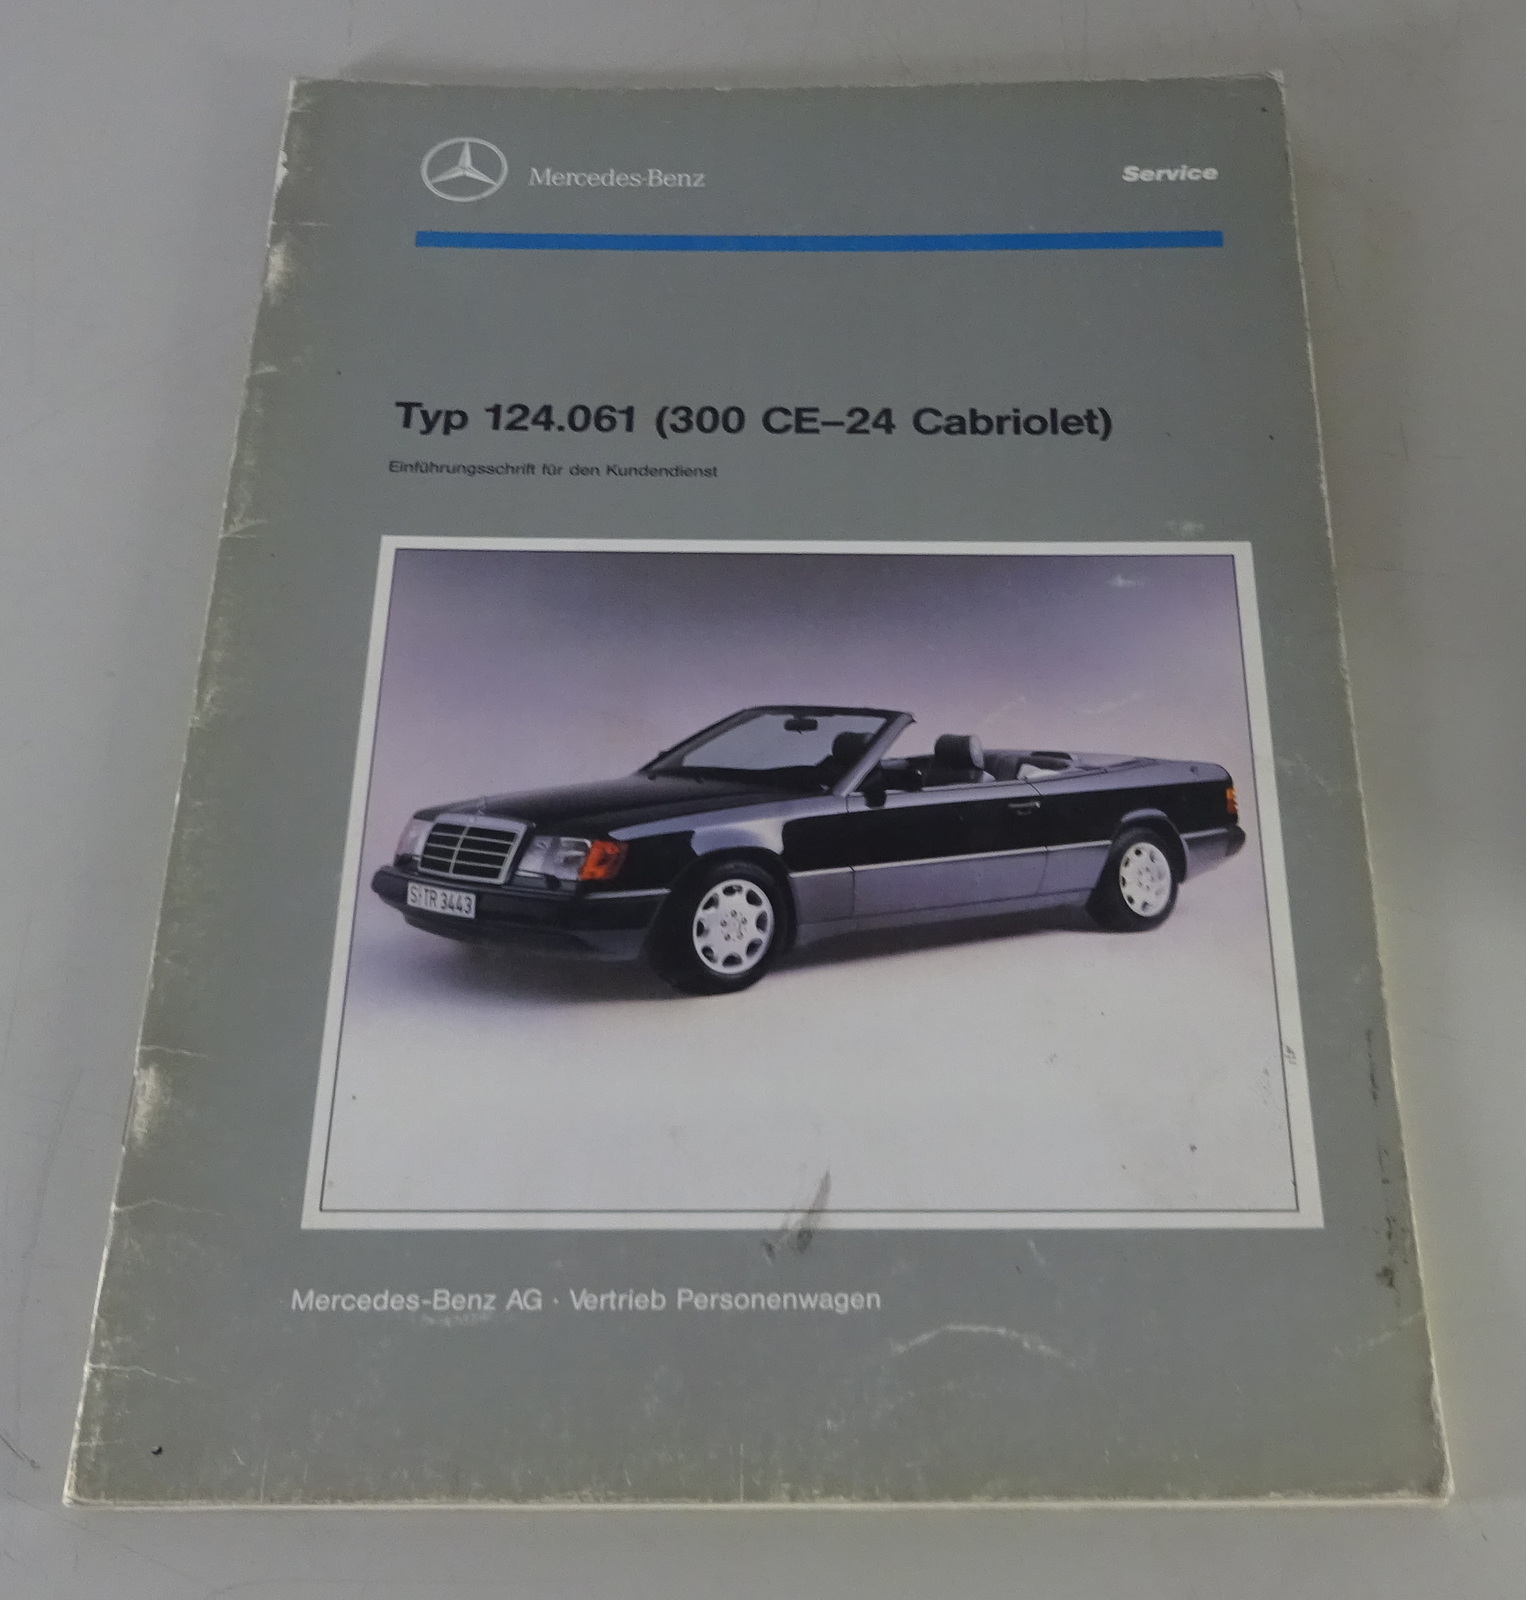 Mercedes-Benz
Service
Typ 124.061 (300 CE–24 Cabriolet)
Einführungsschrift für den Kundendienst
S TR 3443
Mercedes-Benz AG · Vertrieb Personenwagen